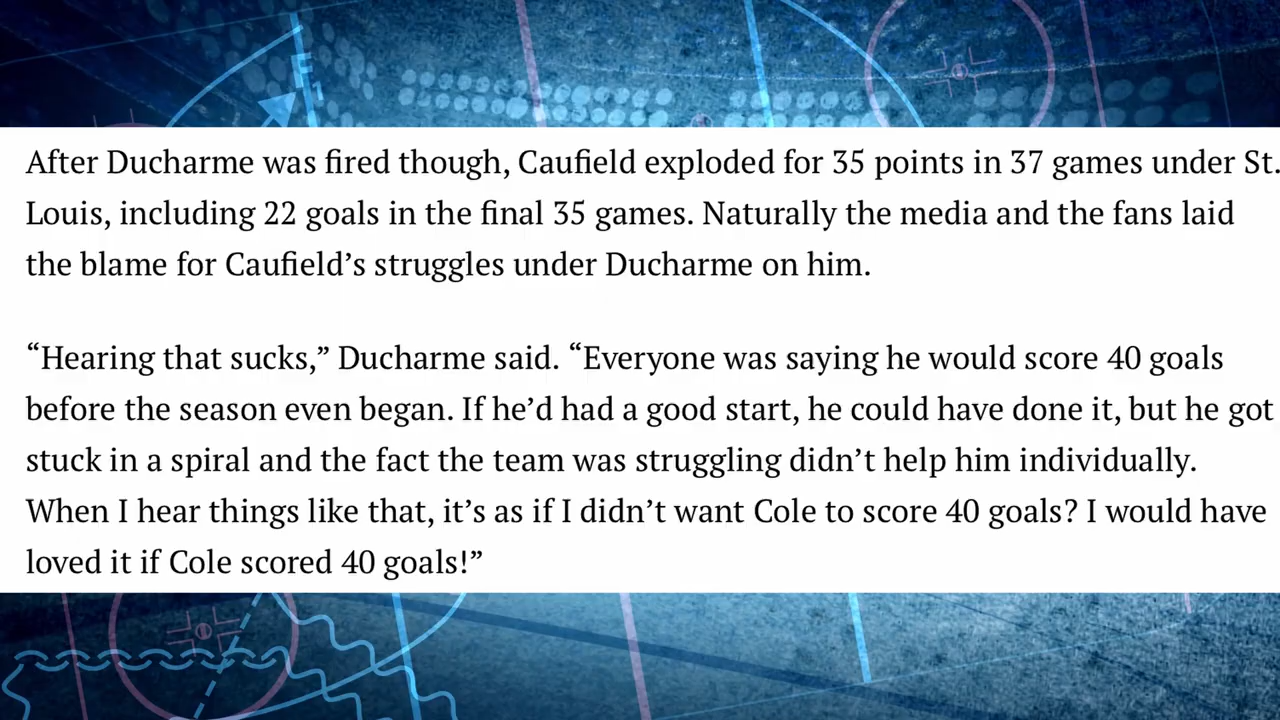 F1
After Ducharme was fired though, Caufield exploded for 35 points in 37 games under St.
Louis, including 22 goals in the final 35 games. Naturally the media and the fans laid
the blame for Caufield’s struggles under Ducharme on him.
“Hearing that sucks,” Ducharme said. “Everyone was saying he would score 40 goals
before the season even began. If he’d had a good start, he could have done it, but he got
stuck in a spiral and the fact the team was struggling didn’t help him individually.
When I hear things like that, it’s as if I didn’t want Cole to score 40 goals? I would have
loved it if Cole scored 40 goals!”